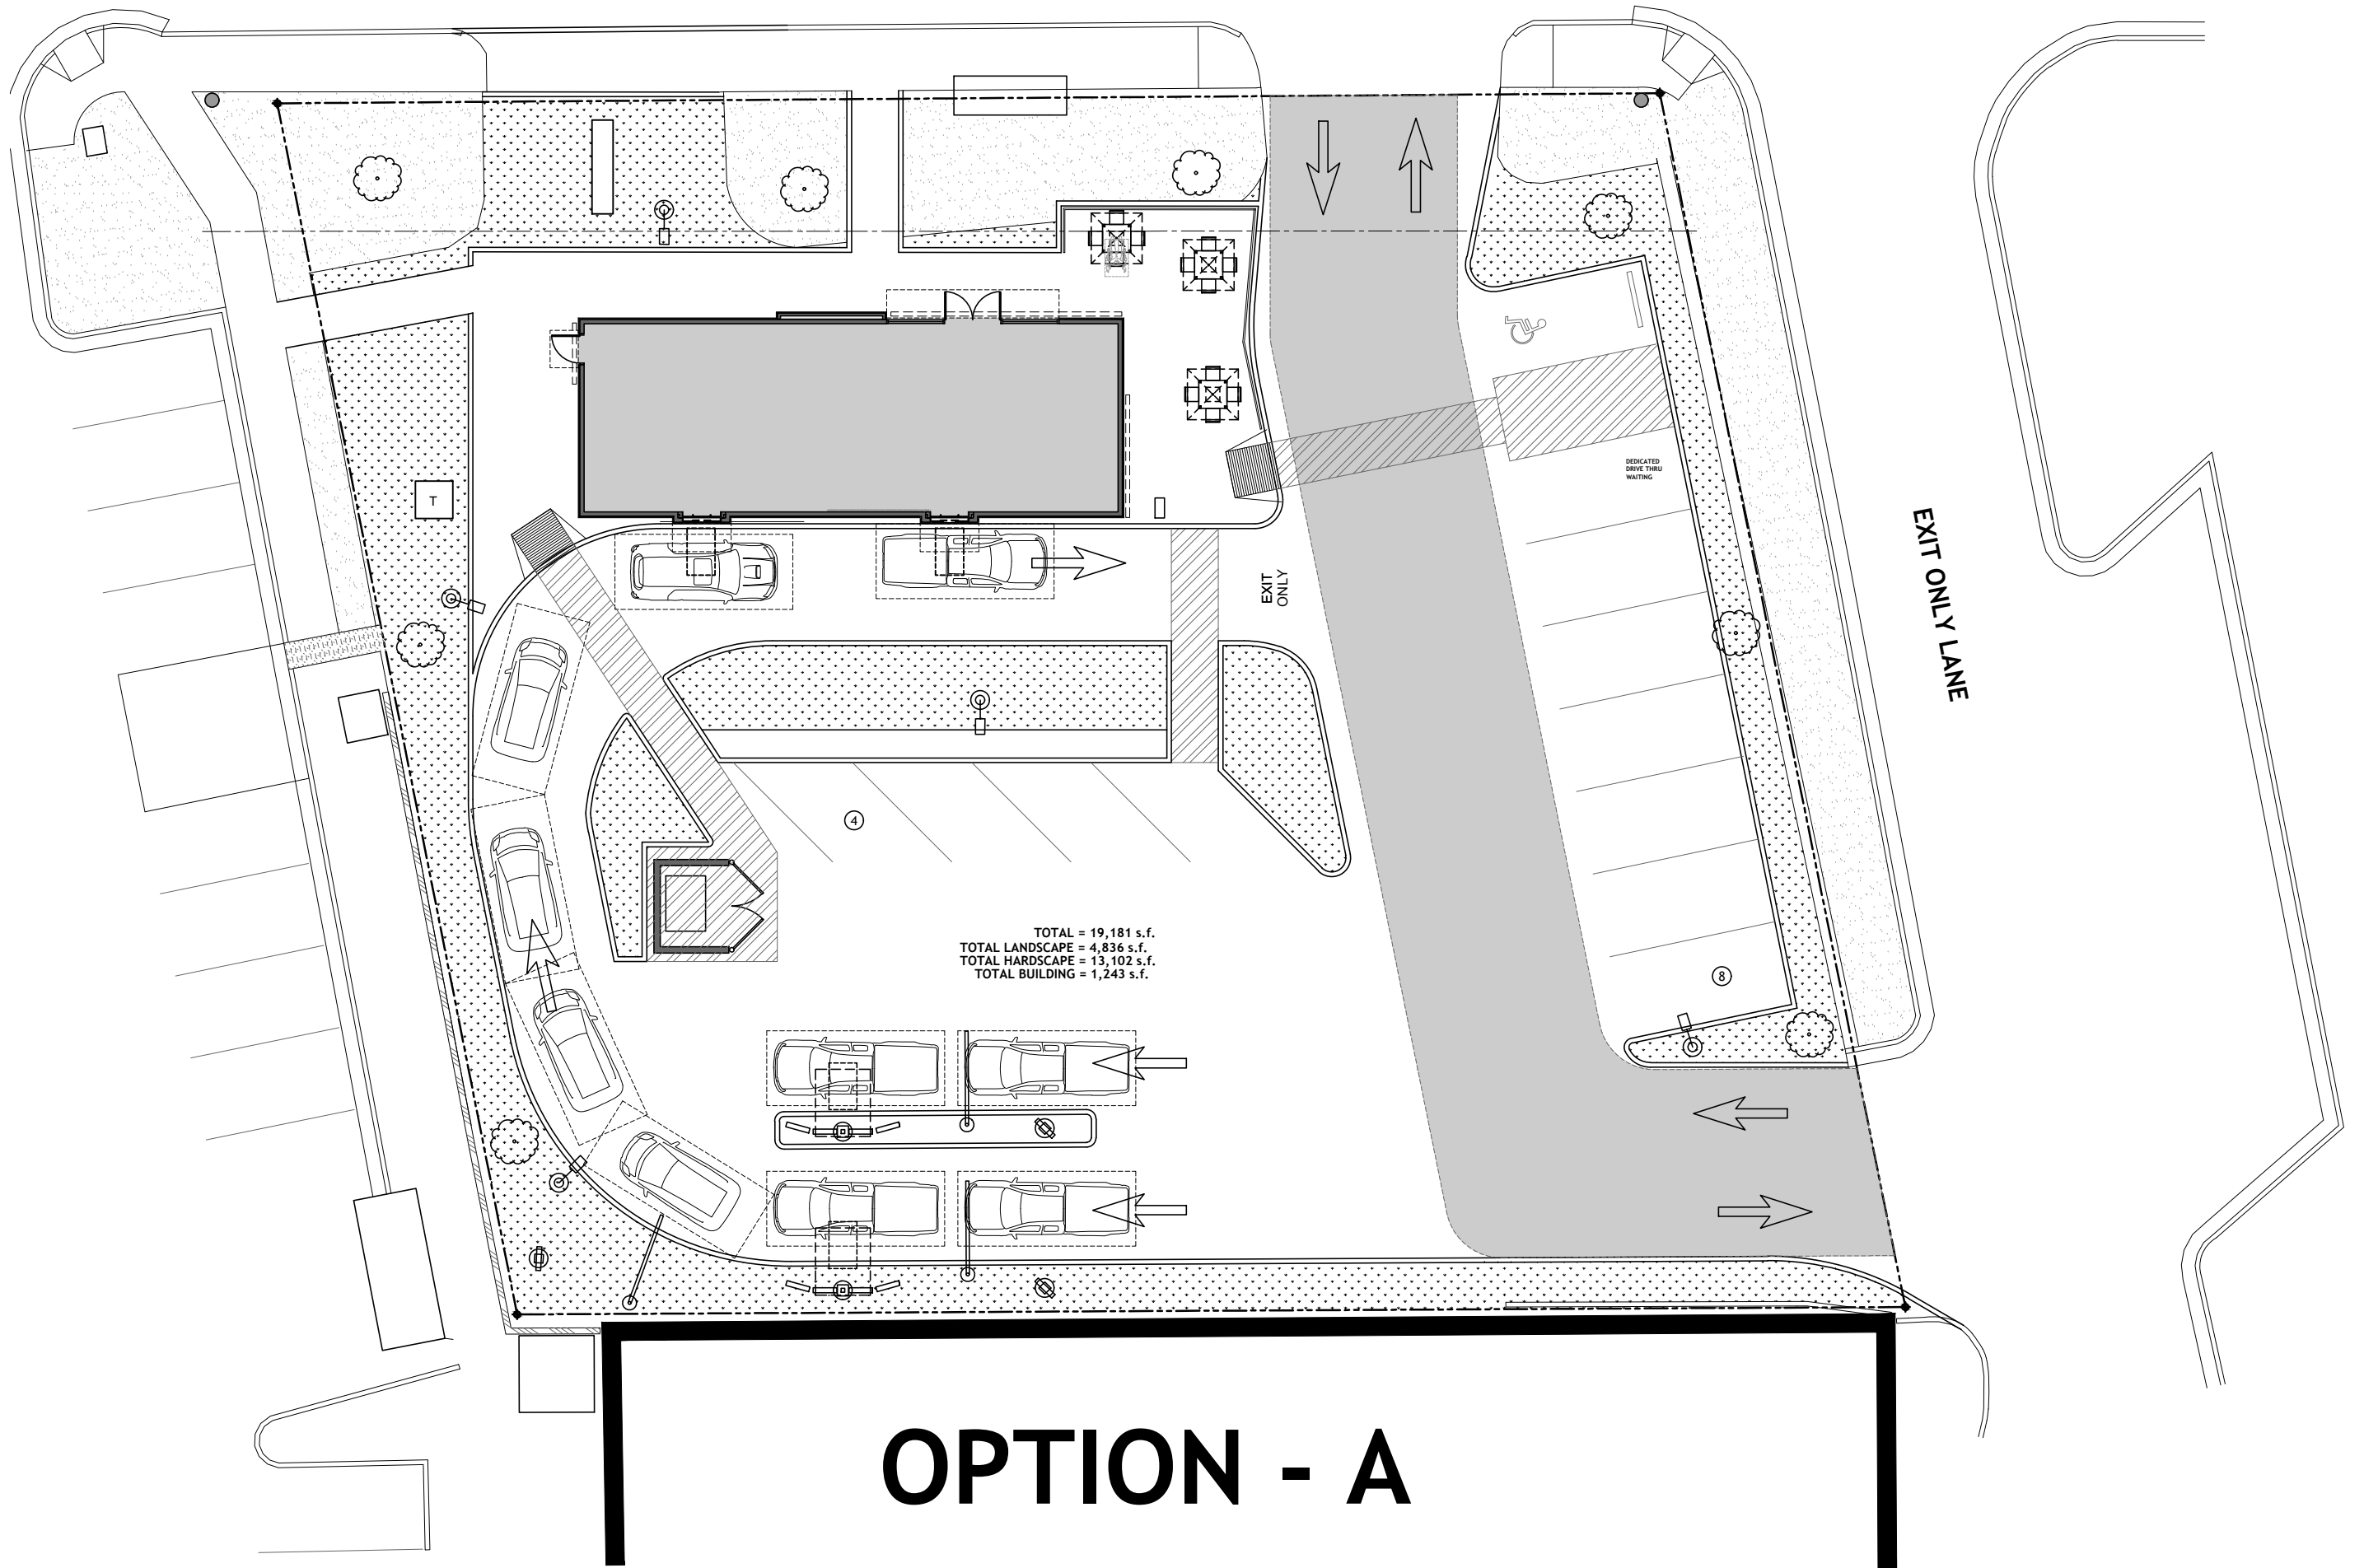 T
DEDICATED
DRIVE THRU
WAITING
EXIT ONLY LANE
EXIT
ONLY
4
TOTAL = 19,181 s.f.
TOTAL LANDSCAPE = 4,836 s.f.
TOTAL HARDSCAPE = 13,102 s.f.
TOTAL BUILDING = 1,243 s.f.
8
OPTION - A